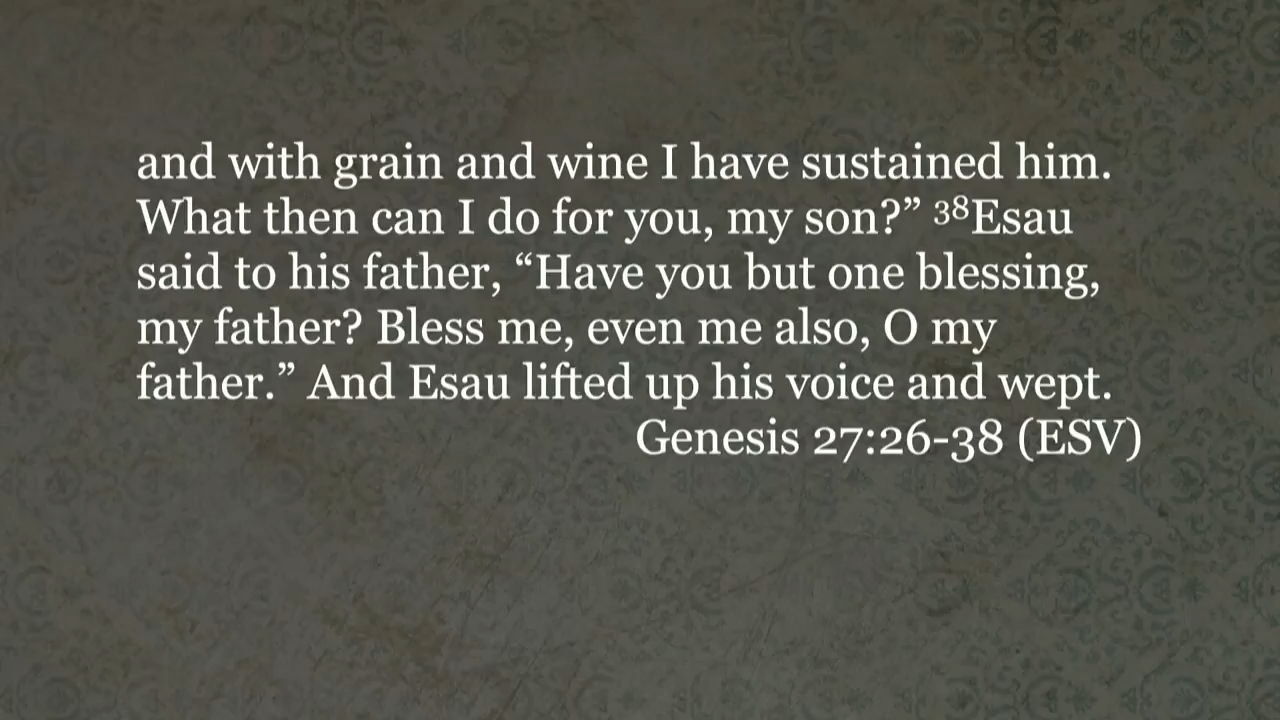 and with grain and wine I have sustained him.
What then can I do for you, my son?” ³⁸Esau
said to his father, “Have you but one blessing,
my father? Bless me, even me also, O my
father.” And Esau lifted up his voice and wept.
Genesis 27:26-38 (ESV)